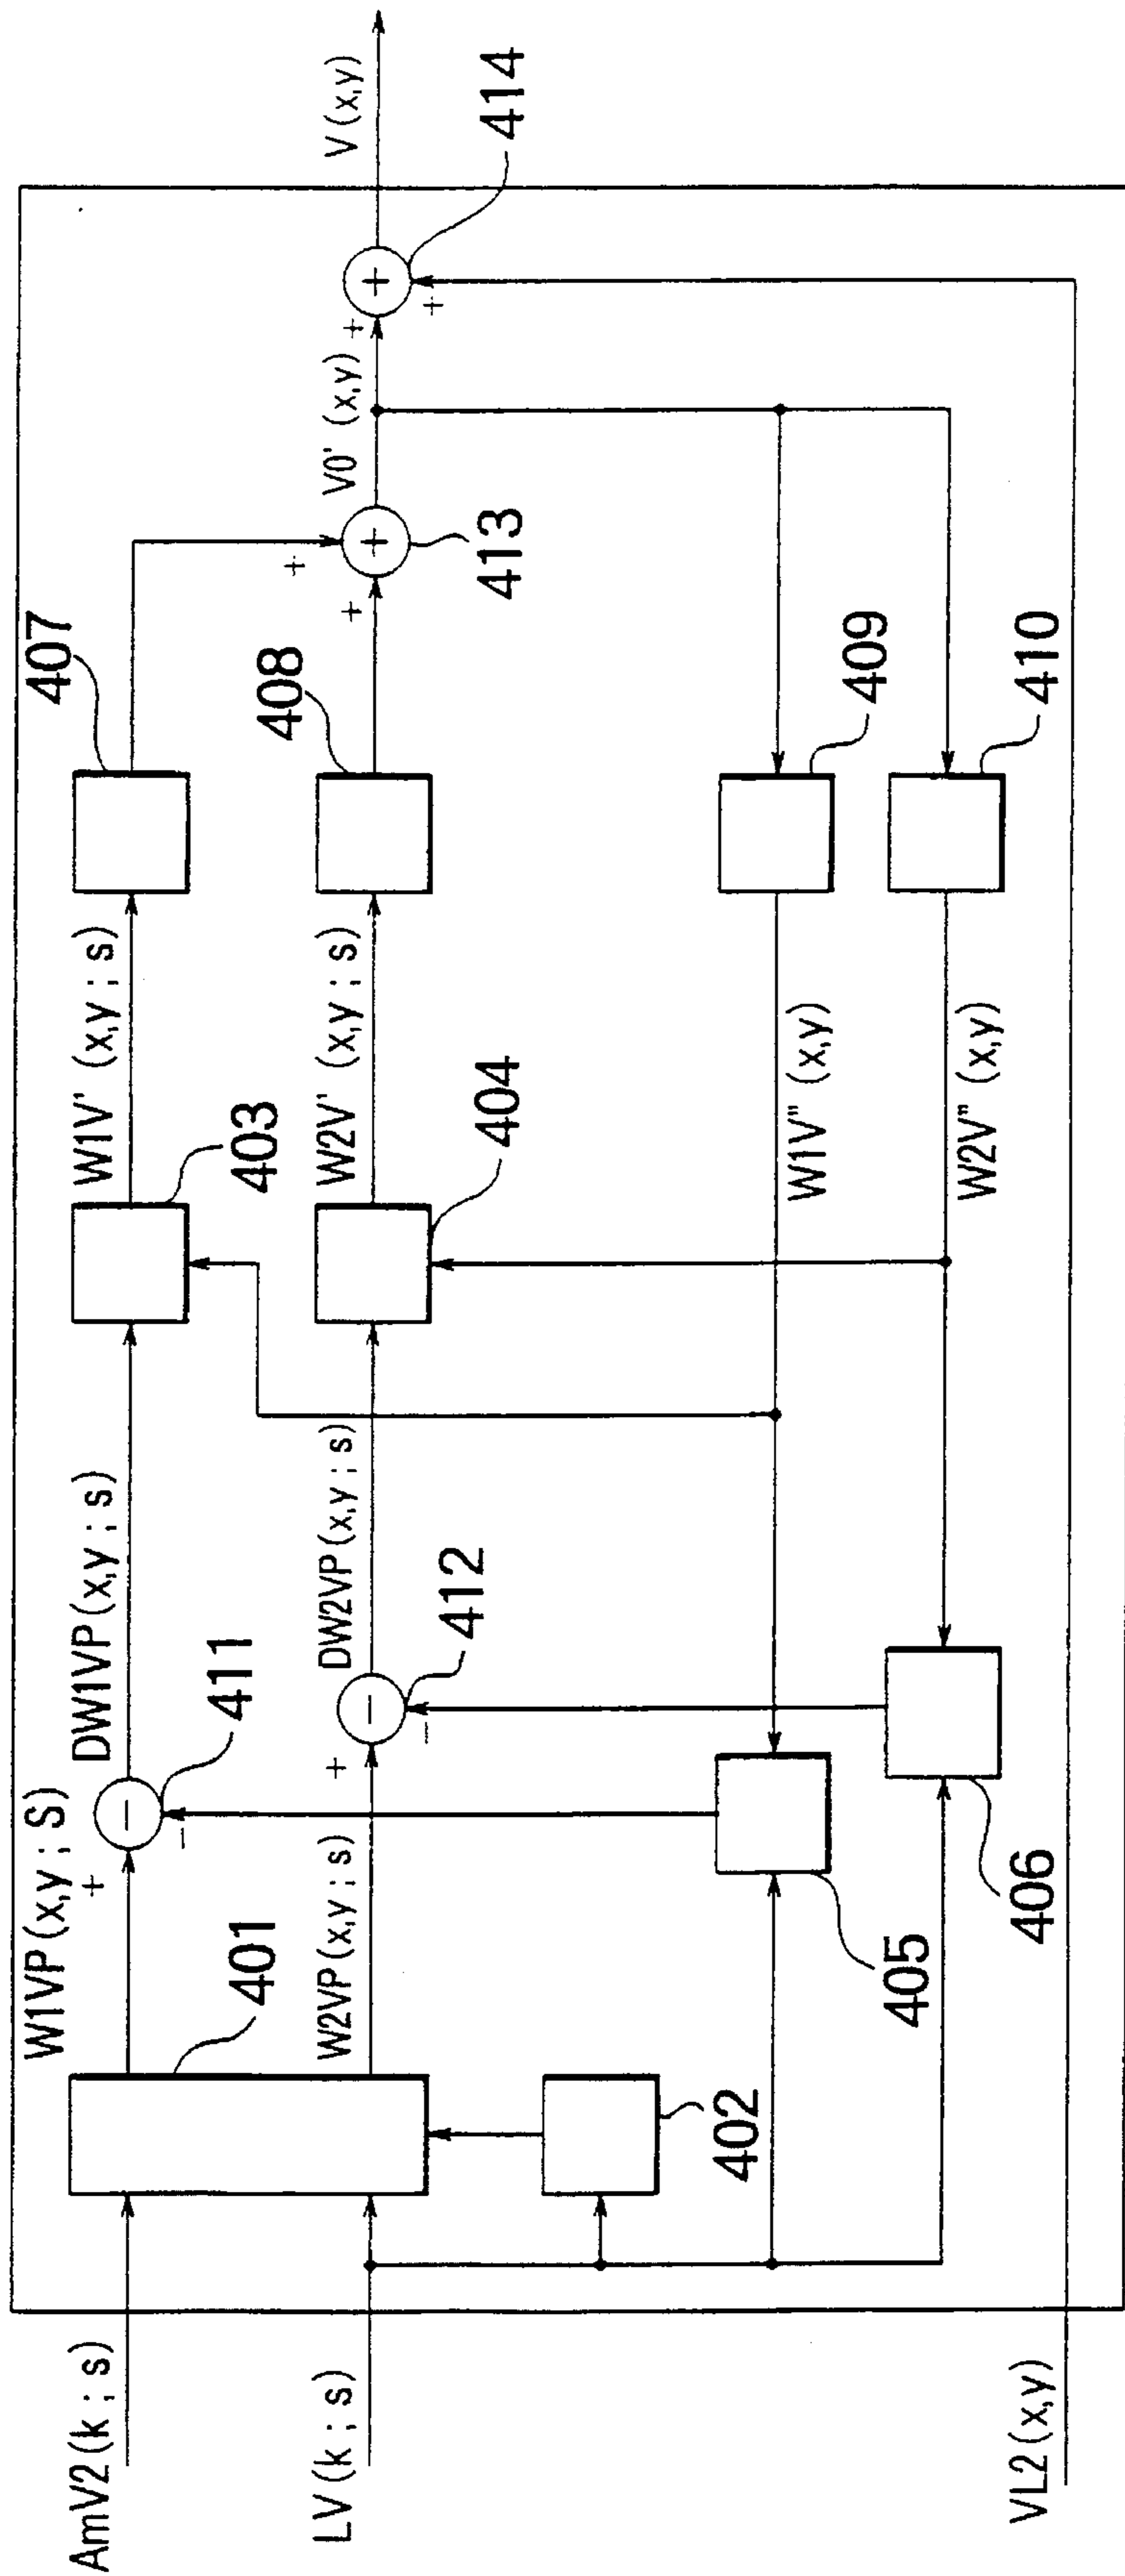 AmV2 (k ; s)
LV (k ; s)
VL2 (x,y)
W1VP (x,y ; S)
401
W2VP (x,y ; s)
402
405
406
+
−
−
411
DW1VP (x,y ; s)
+
−
−
412
DW2VP (x,y ; s)
403
W1V' (x,y ; s)
404
W2V' (x,y ; s)
W1V" (x,y)
W2V" (x,y)
407
408
409
410
+
+
+
413
V0' (x,y)
+
+
+
414
V (x,y)